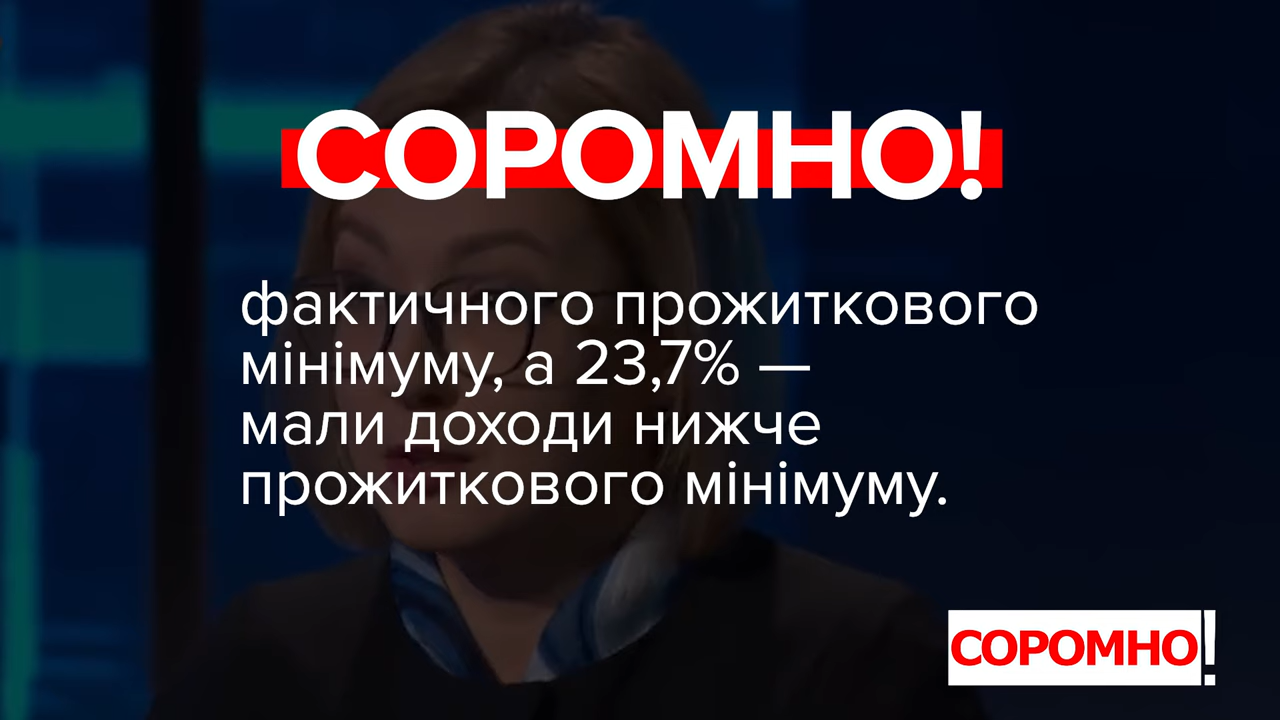 СОРОМНО!
фактичного прожиткового
мінімуму, а 23,7% —
мали доходи нижче
прожиткового мінімуму.
СОРОМНО!